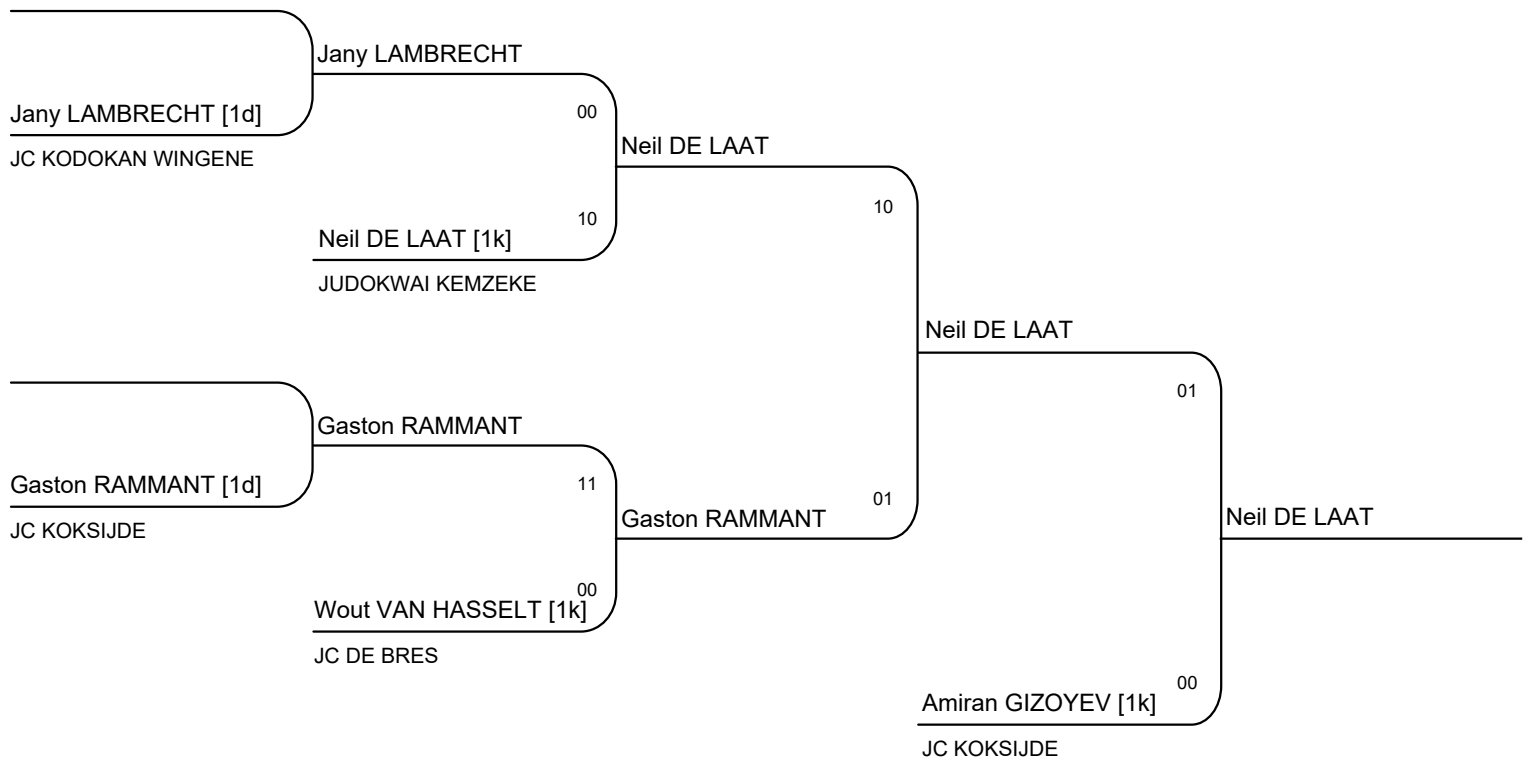 Jany LAMBRECHT
Jany LAMBRECHT [1d]
00
JC KODOKAN WINGENE
Neil DE LAAT
10
10
Neil DE LAAT [1k]
JUDOKWAI KEMZEKE
Neil DE LAAT
01
Gaston RAMMANT
Gaston RAMMANT [1d]
11
01
JC KOKSIJDE
Gaston RAMMANT
Neil DE LAAT
00
Wout VAN HASSELT [1k]
JC DE BRES
00
Amiran GIZOYEV [1k]
JC KOKSIJDE